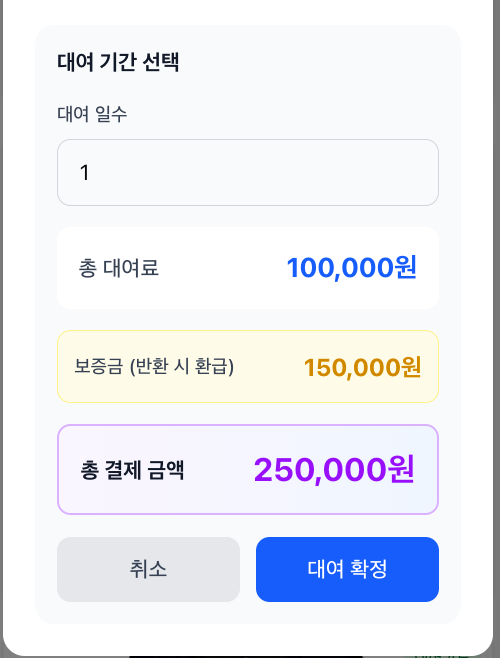 대여 기간 선택
대여 일수
1
총 대여료 100,000원
보증금 (반환 시 환급) 150,000원
총 결제 금액 250,000원
취소 대여 확정